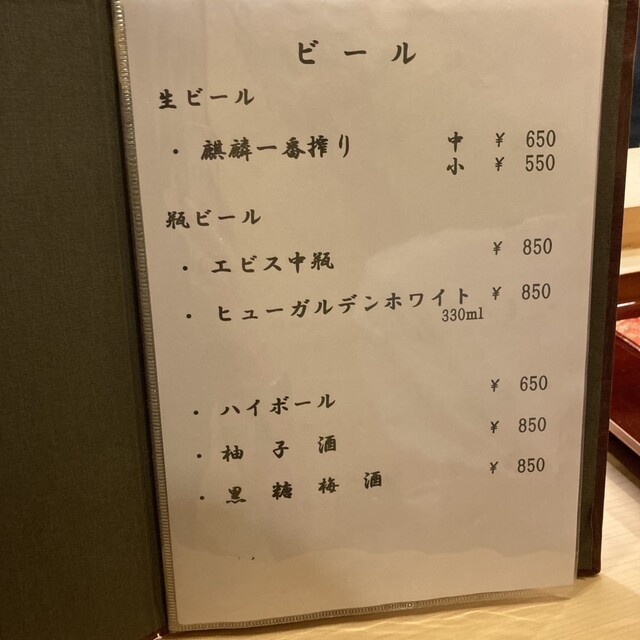 ビール
生ビール
・麒麟一番搾り 中 ¥ 650
小 ¥ 550
瓶ビール
・エビス中瓶 ¥ 850
・ヒューガルデンホワイト ¥ 850
330ml
・ハイボール ¥ 650
・柚子酒 ¥ 850
・黒糖梅酒 ¥ 850